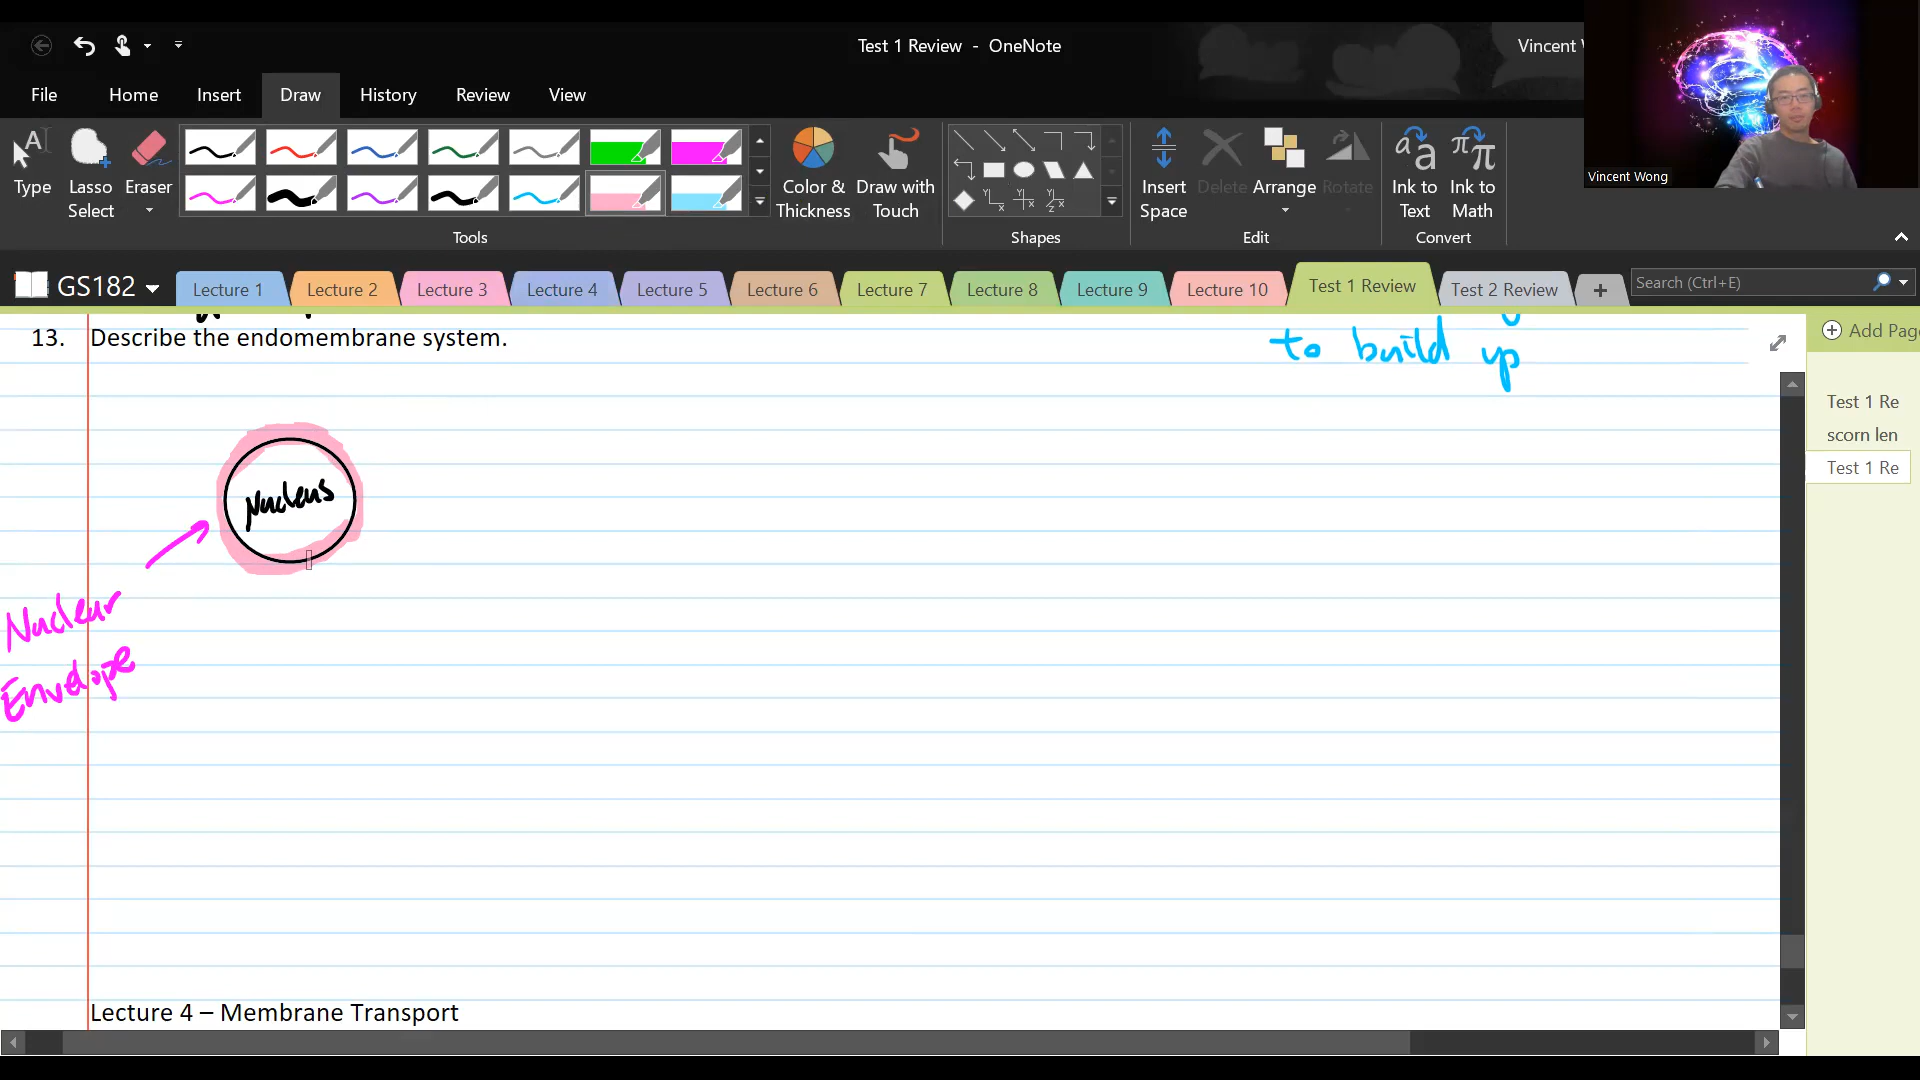 Test 1 Review - OneNote
Vincent W
Vincent Wong
File Home Insert Draw History Review View
Type
Lasso Select
Eraser
Color & Thickness
Draw with Touch
Insert Space
Delete
Arrange
Rotate
Ink to Text
Ink to Math
Tools
Shapes
Edit
Convert
GS182
Lecture 1 Lecture 2 Lecture 3 Lecture 4 Lecture 5 Lecture 6 Lecture 7 Lecture 8 Lecture 9 Lecture 10 Test 1 Review Test 2 Review
Search (Ctrl+E)
Add Page
Test 1 Re
scorn len
Test 1 Re
13. Describe the endomembrane system.
to build up
Nucleus
Nuclear
Envelope
Lecture 4 – Membrane Transport